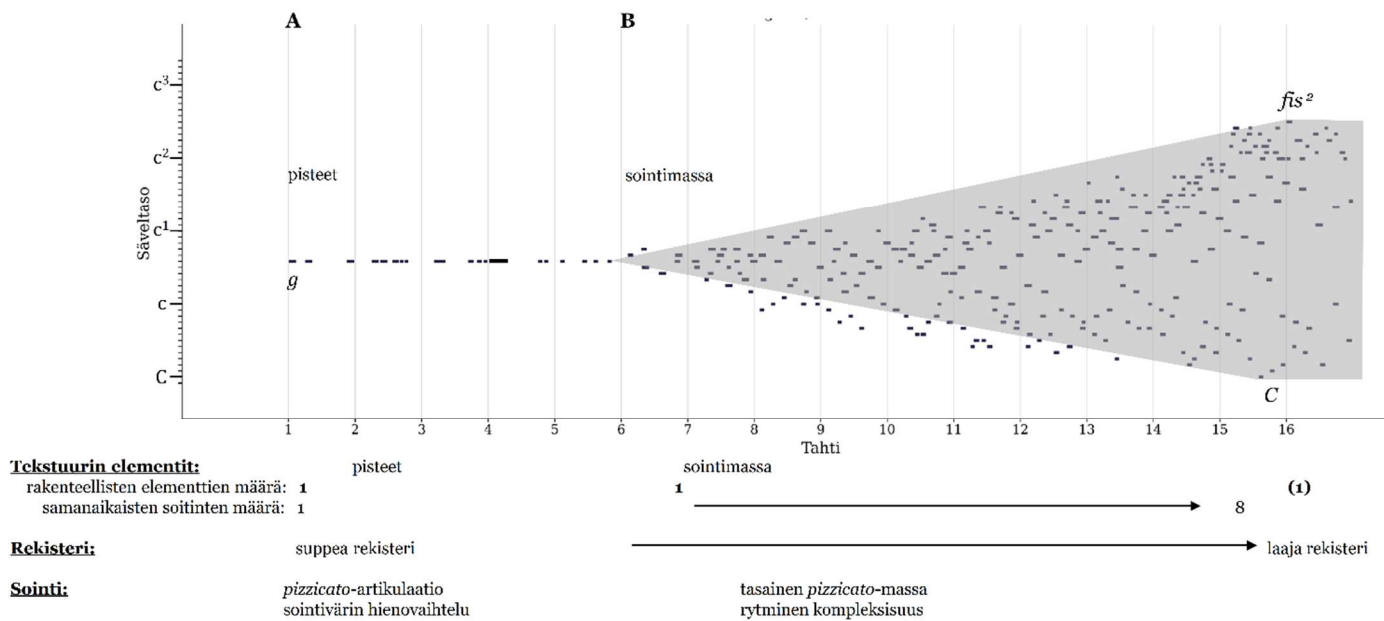 A B
c³
fis²
c²
pisteet sointimassa
Säveltaso
c¹
g
c
C
C
1 2 3 4 5 6 7 8 9 10 11 12 13 14 15 16
Tahti
Tekstuurin elementit: pisteet sointimassa
rakenteellisten elementtien määrä: 1 1 (1)
samanaikaisten soitinten määrä: 1 8
Rekisteri: suppea rekisteri laaja rekisteri
Sointi: pizzicato-artikulaatio tasainen pizzicato-massa
sointivärin hienovaihtelu rytminen kompleksisuus